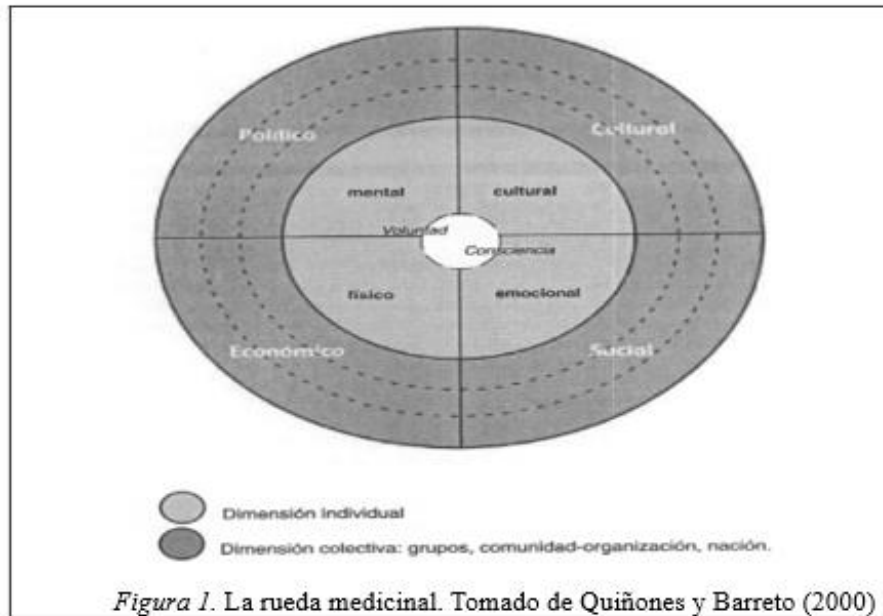 Político Cultural
mental cultural
Voluntad
Consciencia
físico emocional
Económico Social
Dimensión Individual
Dimensión colectiva: grupos, comunidad-organización, nación.
Figura 1. La rueda medicinal. Tomado de Quiñones y Barreto (2000)